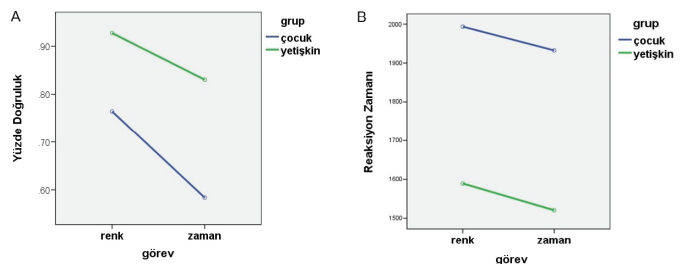 A
grup
çocuk
yetişkin
Yüzde Doğruluk
.90
.80
.70
.60
renk
zaman
görev
B
grup
çocuk
yetişkin
Reaksiyon Zamanı
2000
1900
1800
1700
1600
1500
renk
zaman
görev